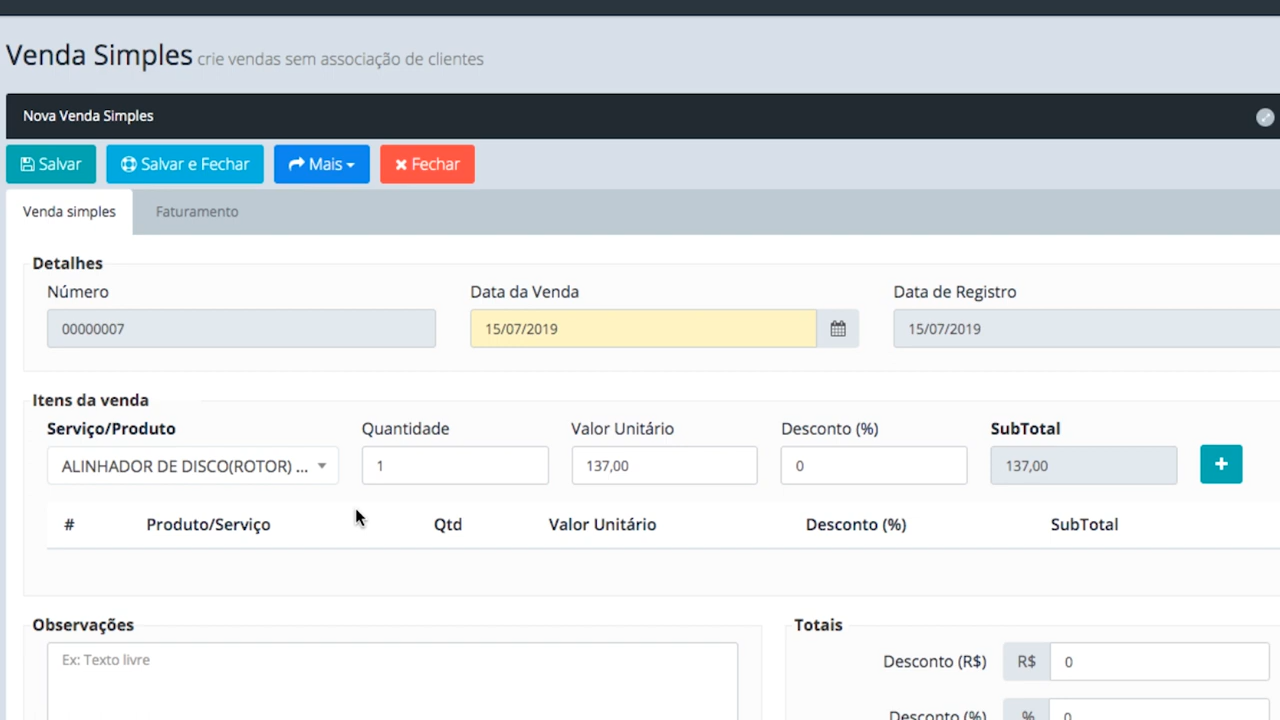 Venda Simples crie vendas sem associação de clientes
Nova Venda Simples
Salvar Salvar e Fechar Mais Fechar
Venda simples Faturamento
Detalhes
Número Data da Venda Data de Registro
00000007 15/07/2019 15/07/2019
Itens da venda
Serviço/Produto Quantidade Valor Unitário Desconto (%) SubTotal
ALINHADOR DE DISCO(ROTOR) ... 1 137,00 0 137,00 +
# Produto/Serviço Qtd Valor Unitário Desconto (%) SubTotal
Observações Totais
Ex: Texto livre Desconto (R$) R$ 0
Desconto (%) % 0